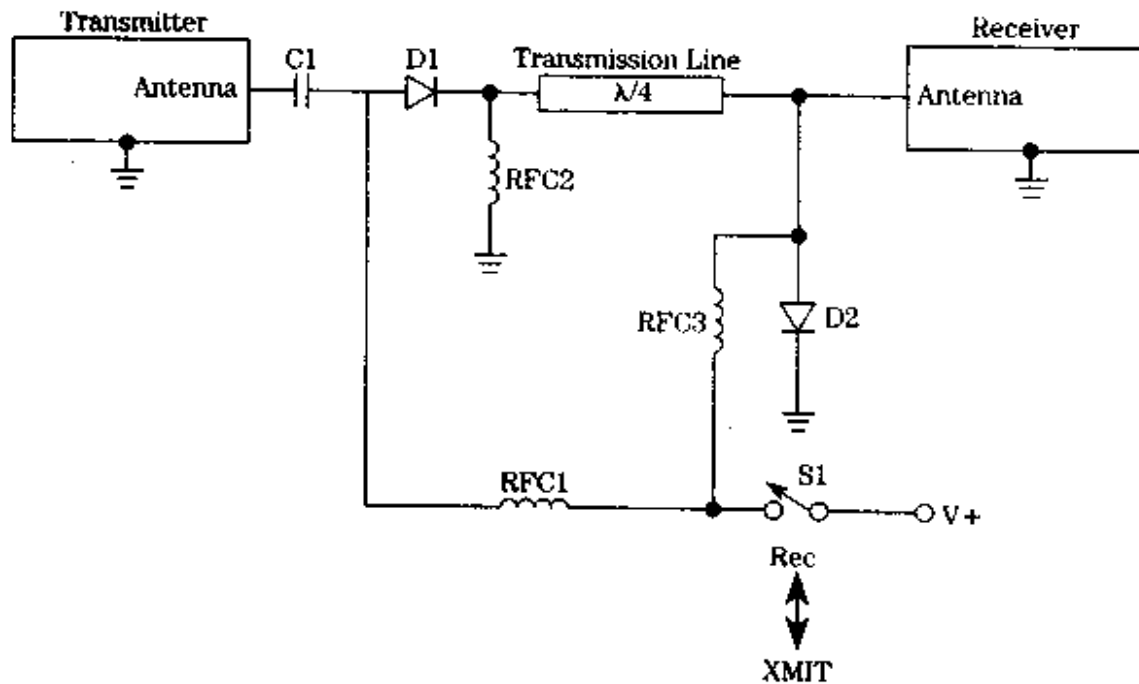 Transmitter
Receiver
C1
D1
Transmission Line
Antenna
λ/4
Antenna
RFC2
RFC3
D2
RFC1
S1
V+
Rec
XMIT